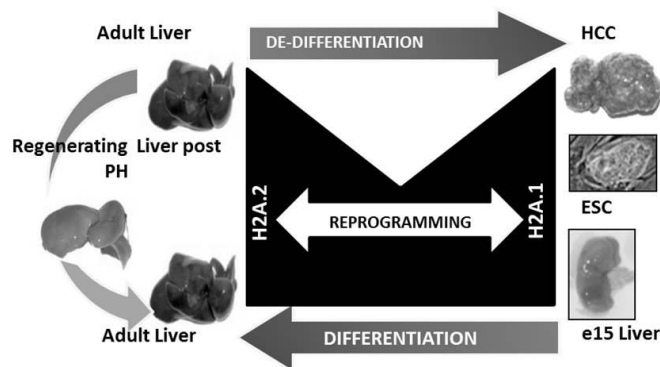 Adult Liver
DE-DIFFERENTIATION
HCC
Regenerating Liver post
PH
H2A.2
REPROGRAMMING
H2A.1
ESC
Adult Liver
DIFFERENTIATION
e15 Liver